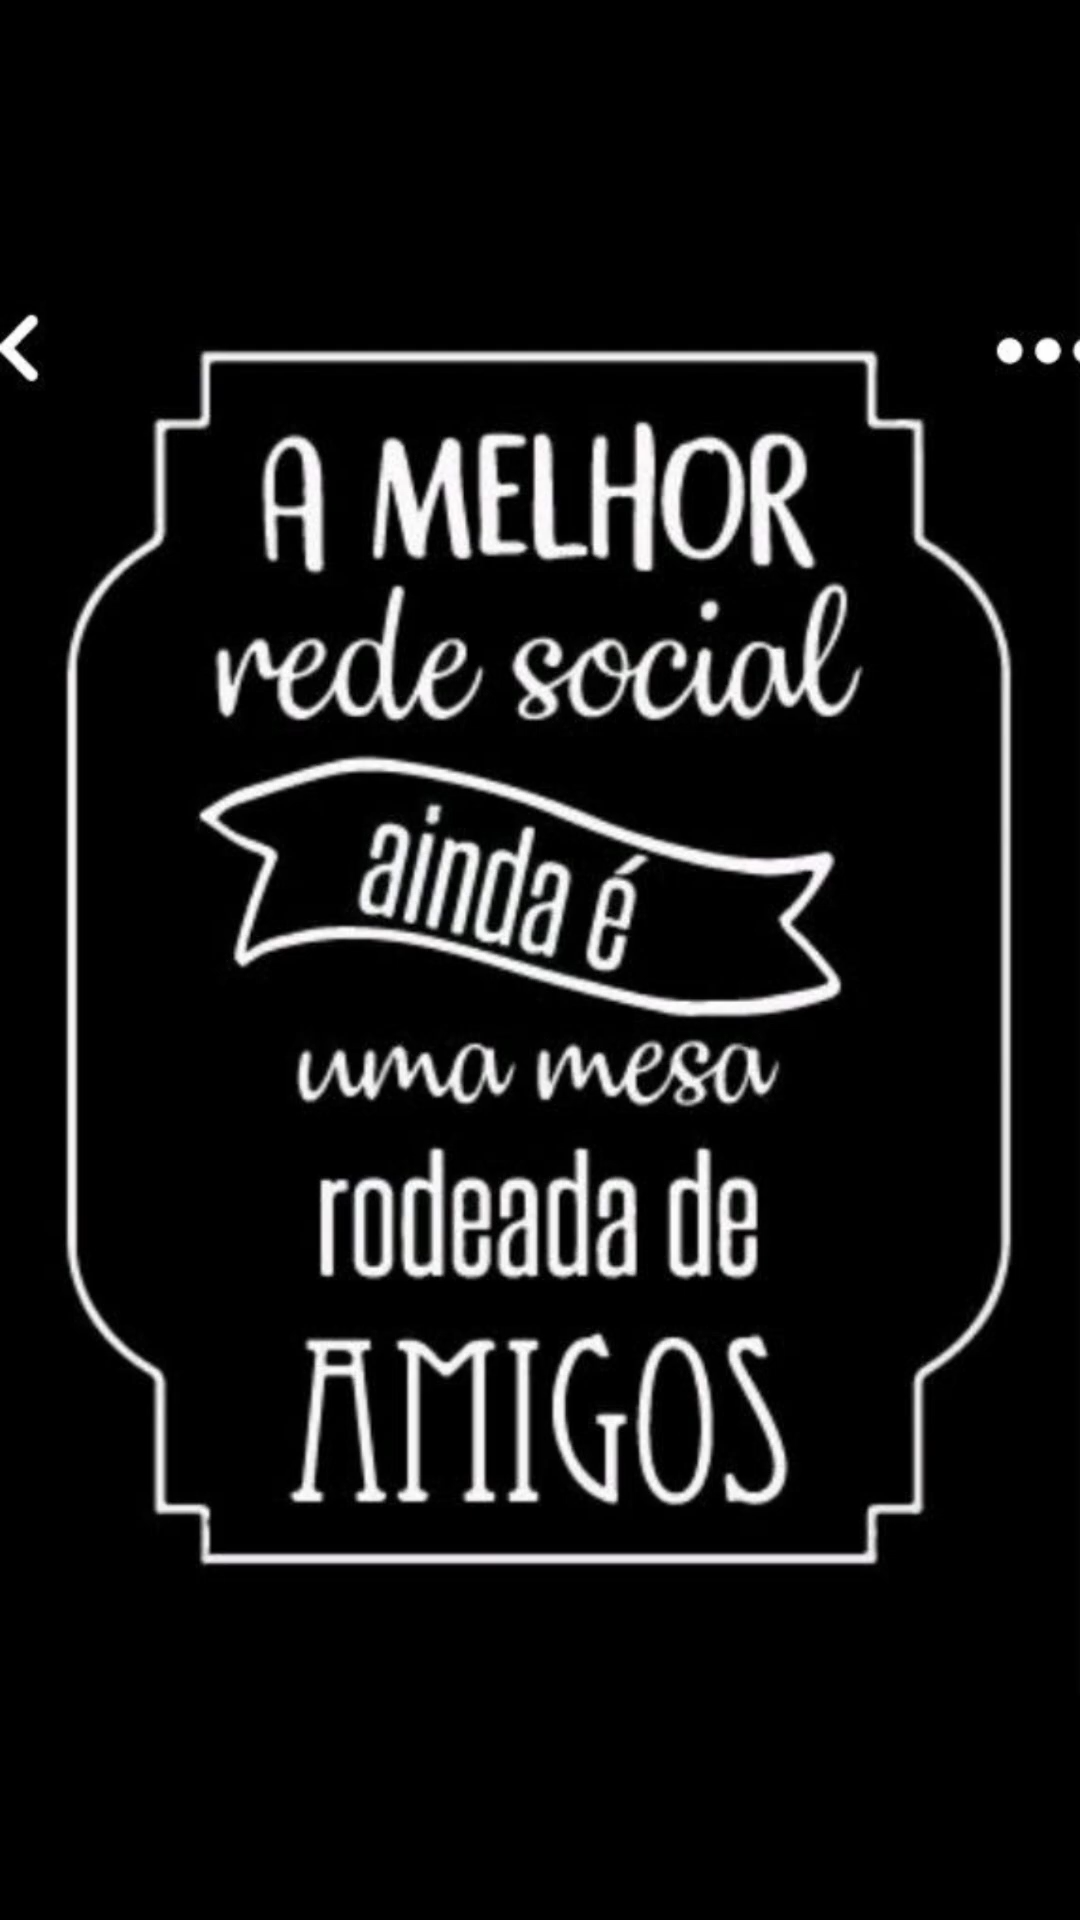 A MELHOR
rede social
ainda é
uma mesa
rodeada de
AMIGOS